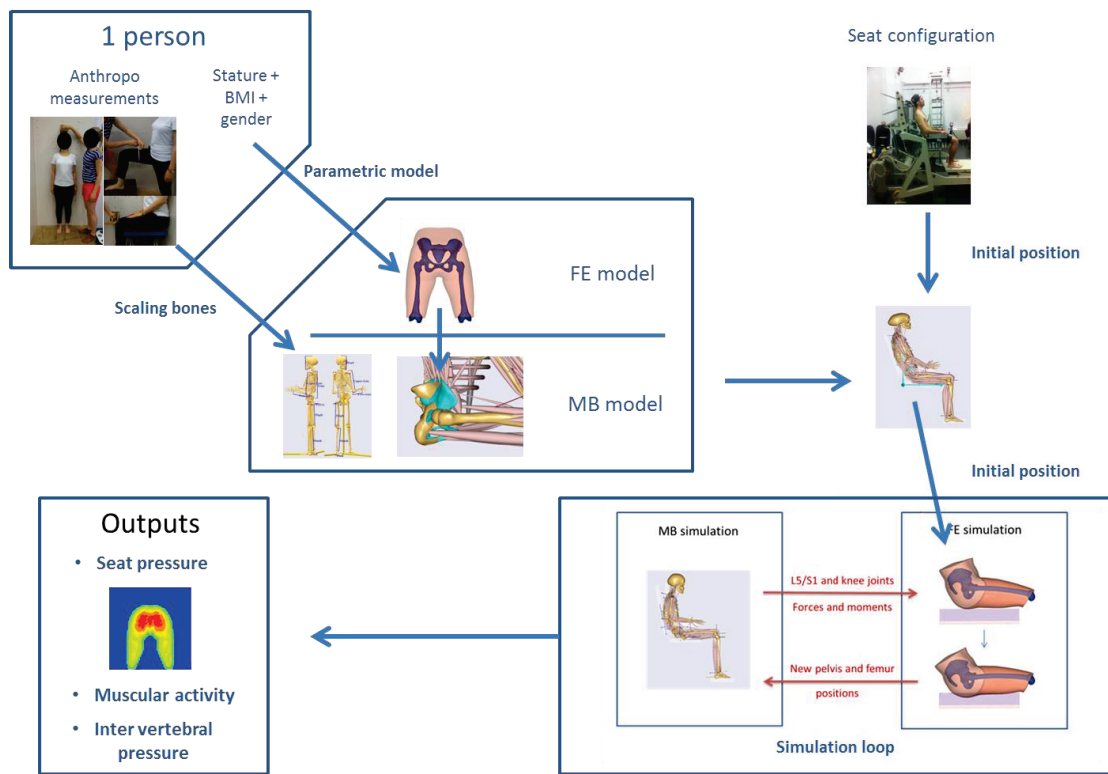 1 person
Anthropo
measurements
Stature +
BMI +
gender
Parametric model
Scaling bones
FE model
MB model
Seat configuration
Initial position
Initial position
MB simulation
FE simulation
L5/S1 and knee joints
Forces and moments
New pelvis and femur
positions
Simulation loop
Outputs
• Seat pressure
• Muscular activity
• Inter vertebral
pressure